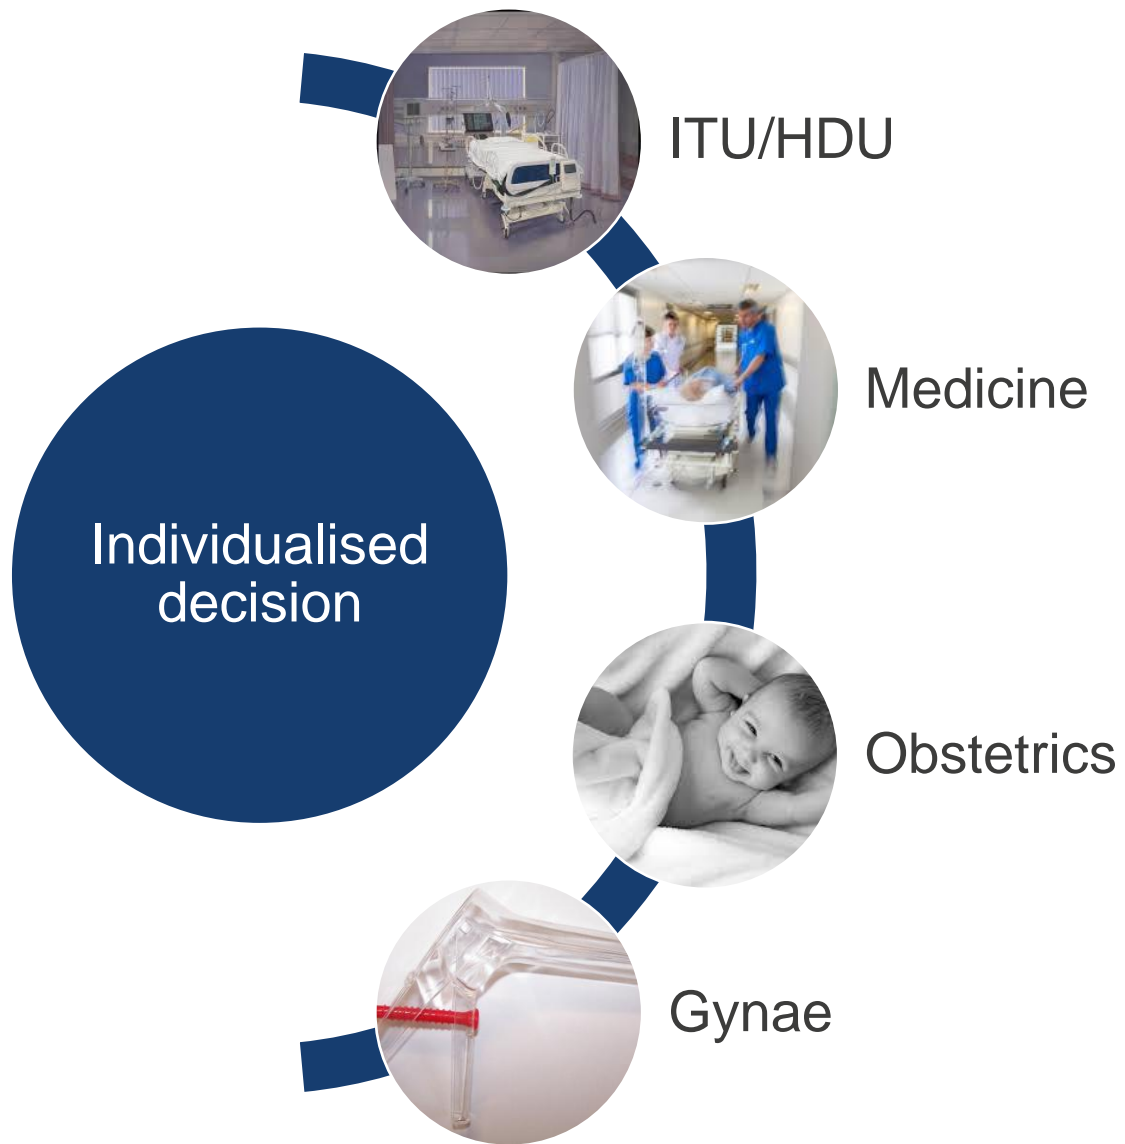 ITU/HDU
Medicine
Individualised
decision
Obstetrics
Gynae